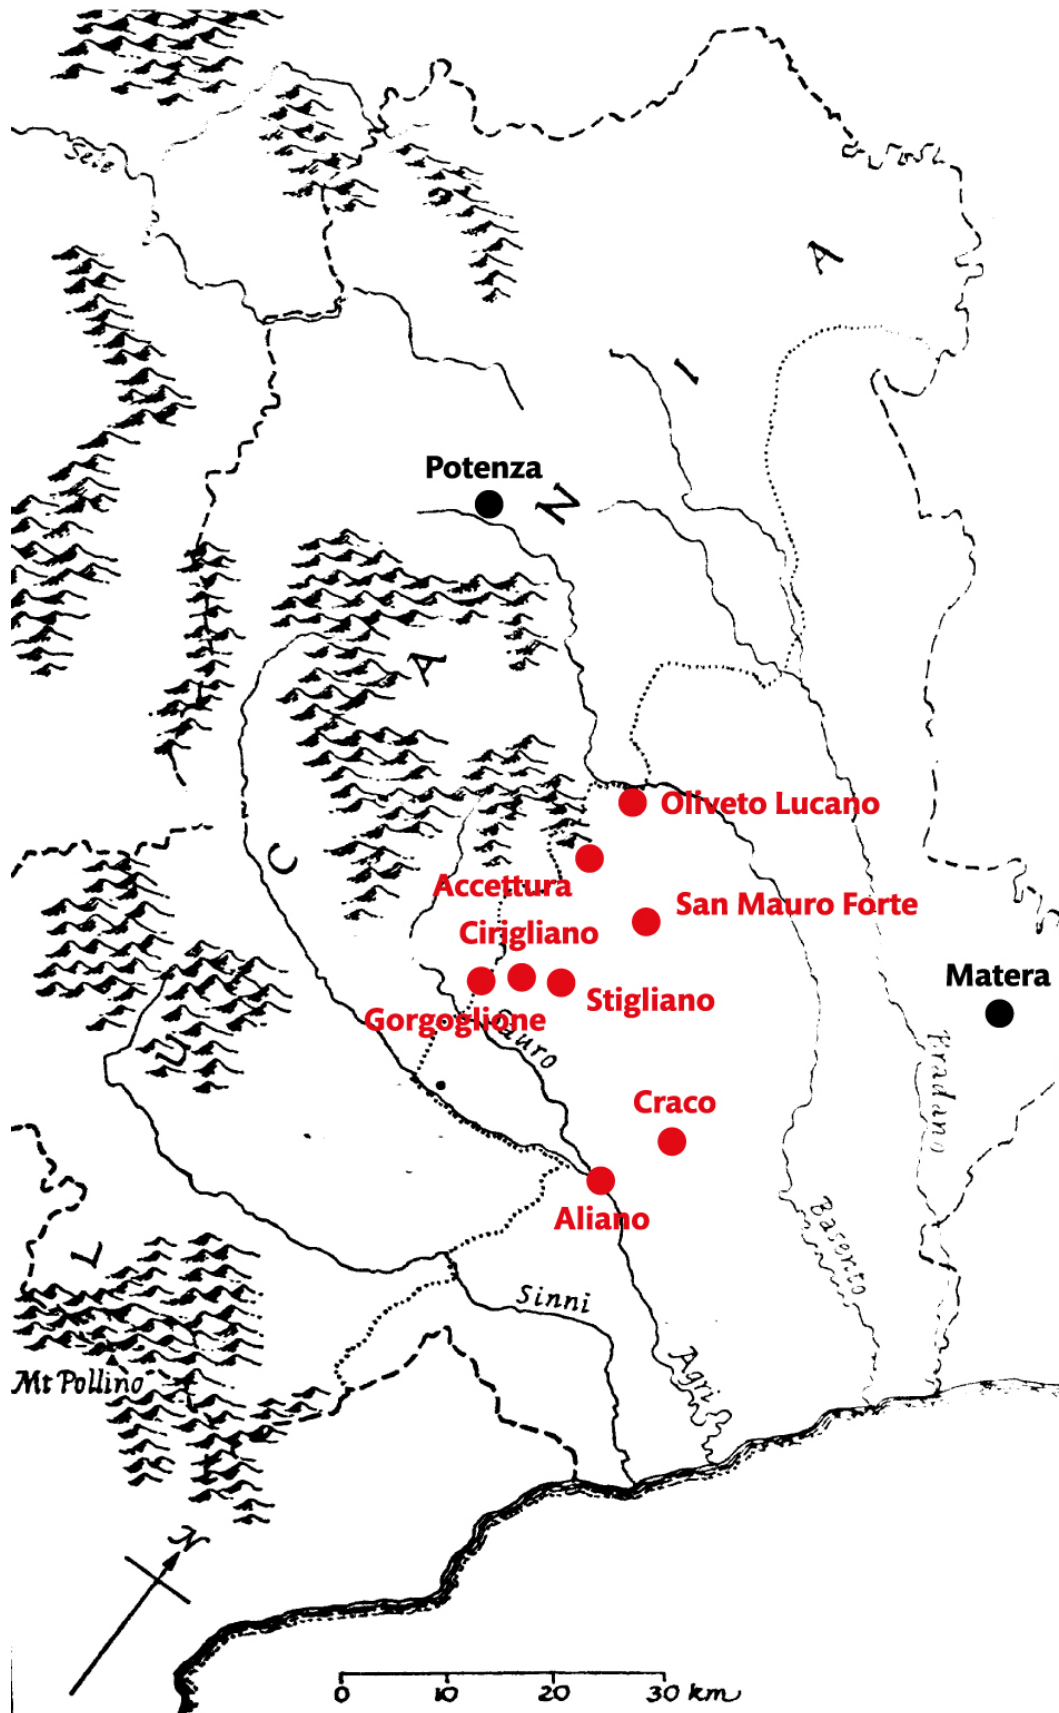 Sele
A
I
Potenza
N
A
Oliveto Lucano
C
Accettura
San Mauro Forte
Cirigliano
Matera
Stigliano
Gorgoglione
Sauro
U
Bradano
Craco
Aliano
Basento
L
Sinni
Agri
Mt Pollino
N
0 10 20 30 km